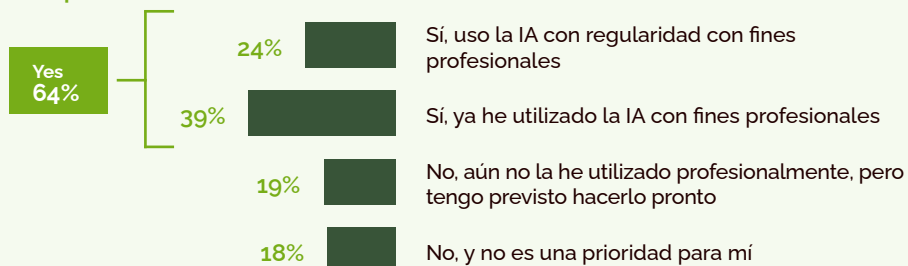 24%
Sí, uso la IA con regularidad con fines
profesionales
Yes
64%
39%
Sí, ya he utilizado la IA con fines profesionales
19%
No, aún no la he utilizado profesionalmente, pero
tengo previsto hacerlo pronto
18%
No, y no es una prioridad para mí